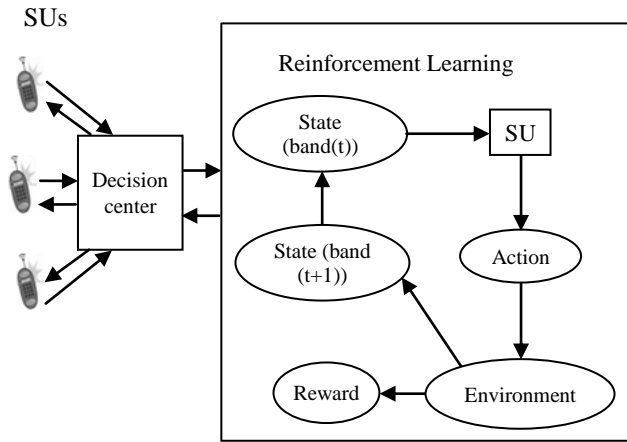 SUs
Reinforcement Learning
State
(band(t))
SU
Decision
center
State (band
(t+1))
Action
Reward
Environment